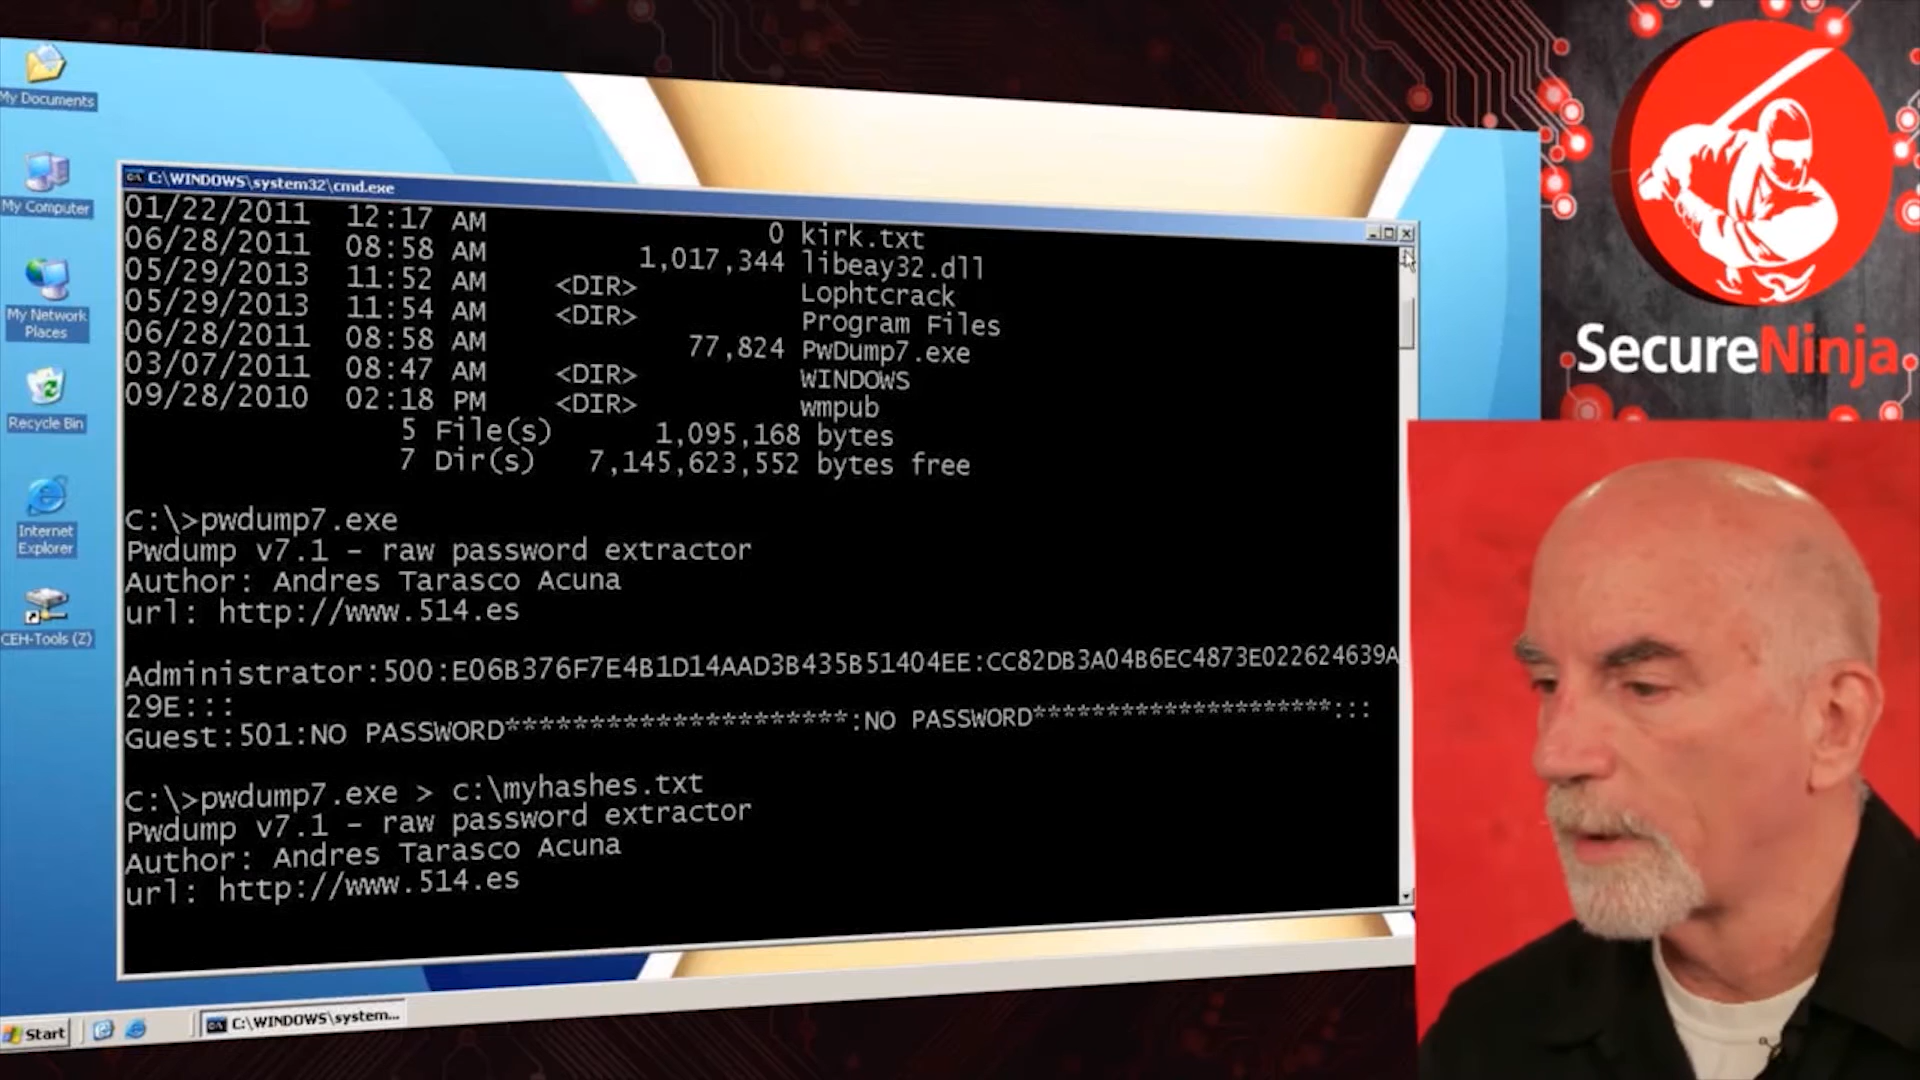 My Documents
My Computer
My Network
Places
Recycle Bin
Internet
Explorer
CEH-Tools (Z)
C:\WINDOWS\system32\cmd.exe
01/22/2011 12:17 AM 0 kirk.txt
06/28/2011 08:58 AM 1,017,344 libeay32.dll
05/29/2013 11:52 AM <DIR> Lophtcrack
05/29/2013 11:54 AM <DIR> Program Files
06/28/2011 08:58 AM 77,824 PwDump7.exe
03/07/2011 08:47 AM <DIR> WINDOWS
09/28/2010 02:18 PM <DIR> wmpub
5 File(s) 1,095,168 bytes
7 Dir(s) 7,145,623,552 bytes free
C:\>pwdump7.exe
Pwdump v7.1 - raw password extractor
Author: Andres Tarasco Acuna
url: http://www.514.es
Administrator:500:E06B376F7E4B1D14AAD3B435B51404EE:CC82DB3A04B6EC4873E022624639A
29E:::
Guest:501:NO PASSWORD*********************:NO PASSWORD*********************:::
C:\>pwdump7.exe > c:\myhashes.txt
Pwdump v7.1 - raw password extractor
Author: Andres Tarasco Acuna
url: http://www.514.es
Start
C:\WINDOWS\system...
SecureNinja